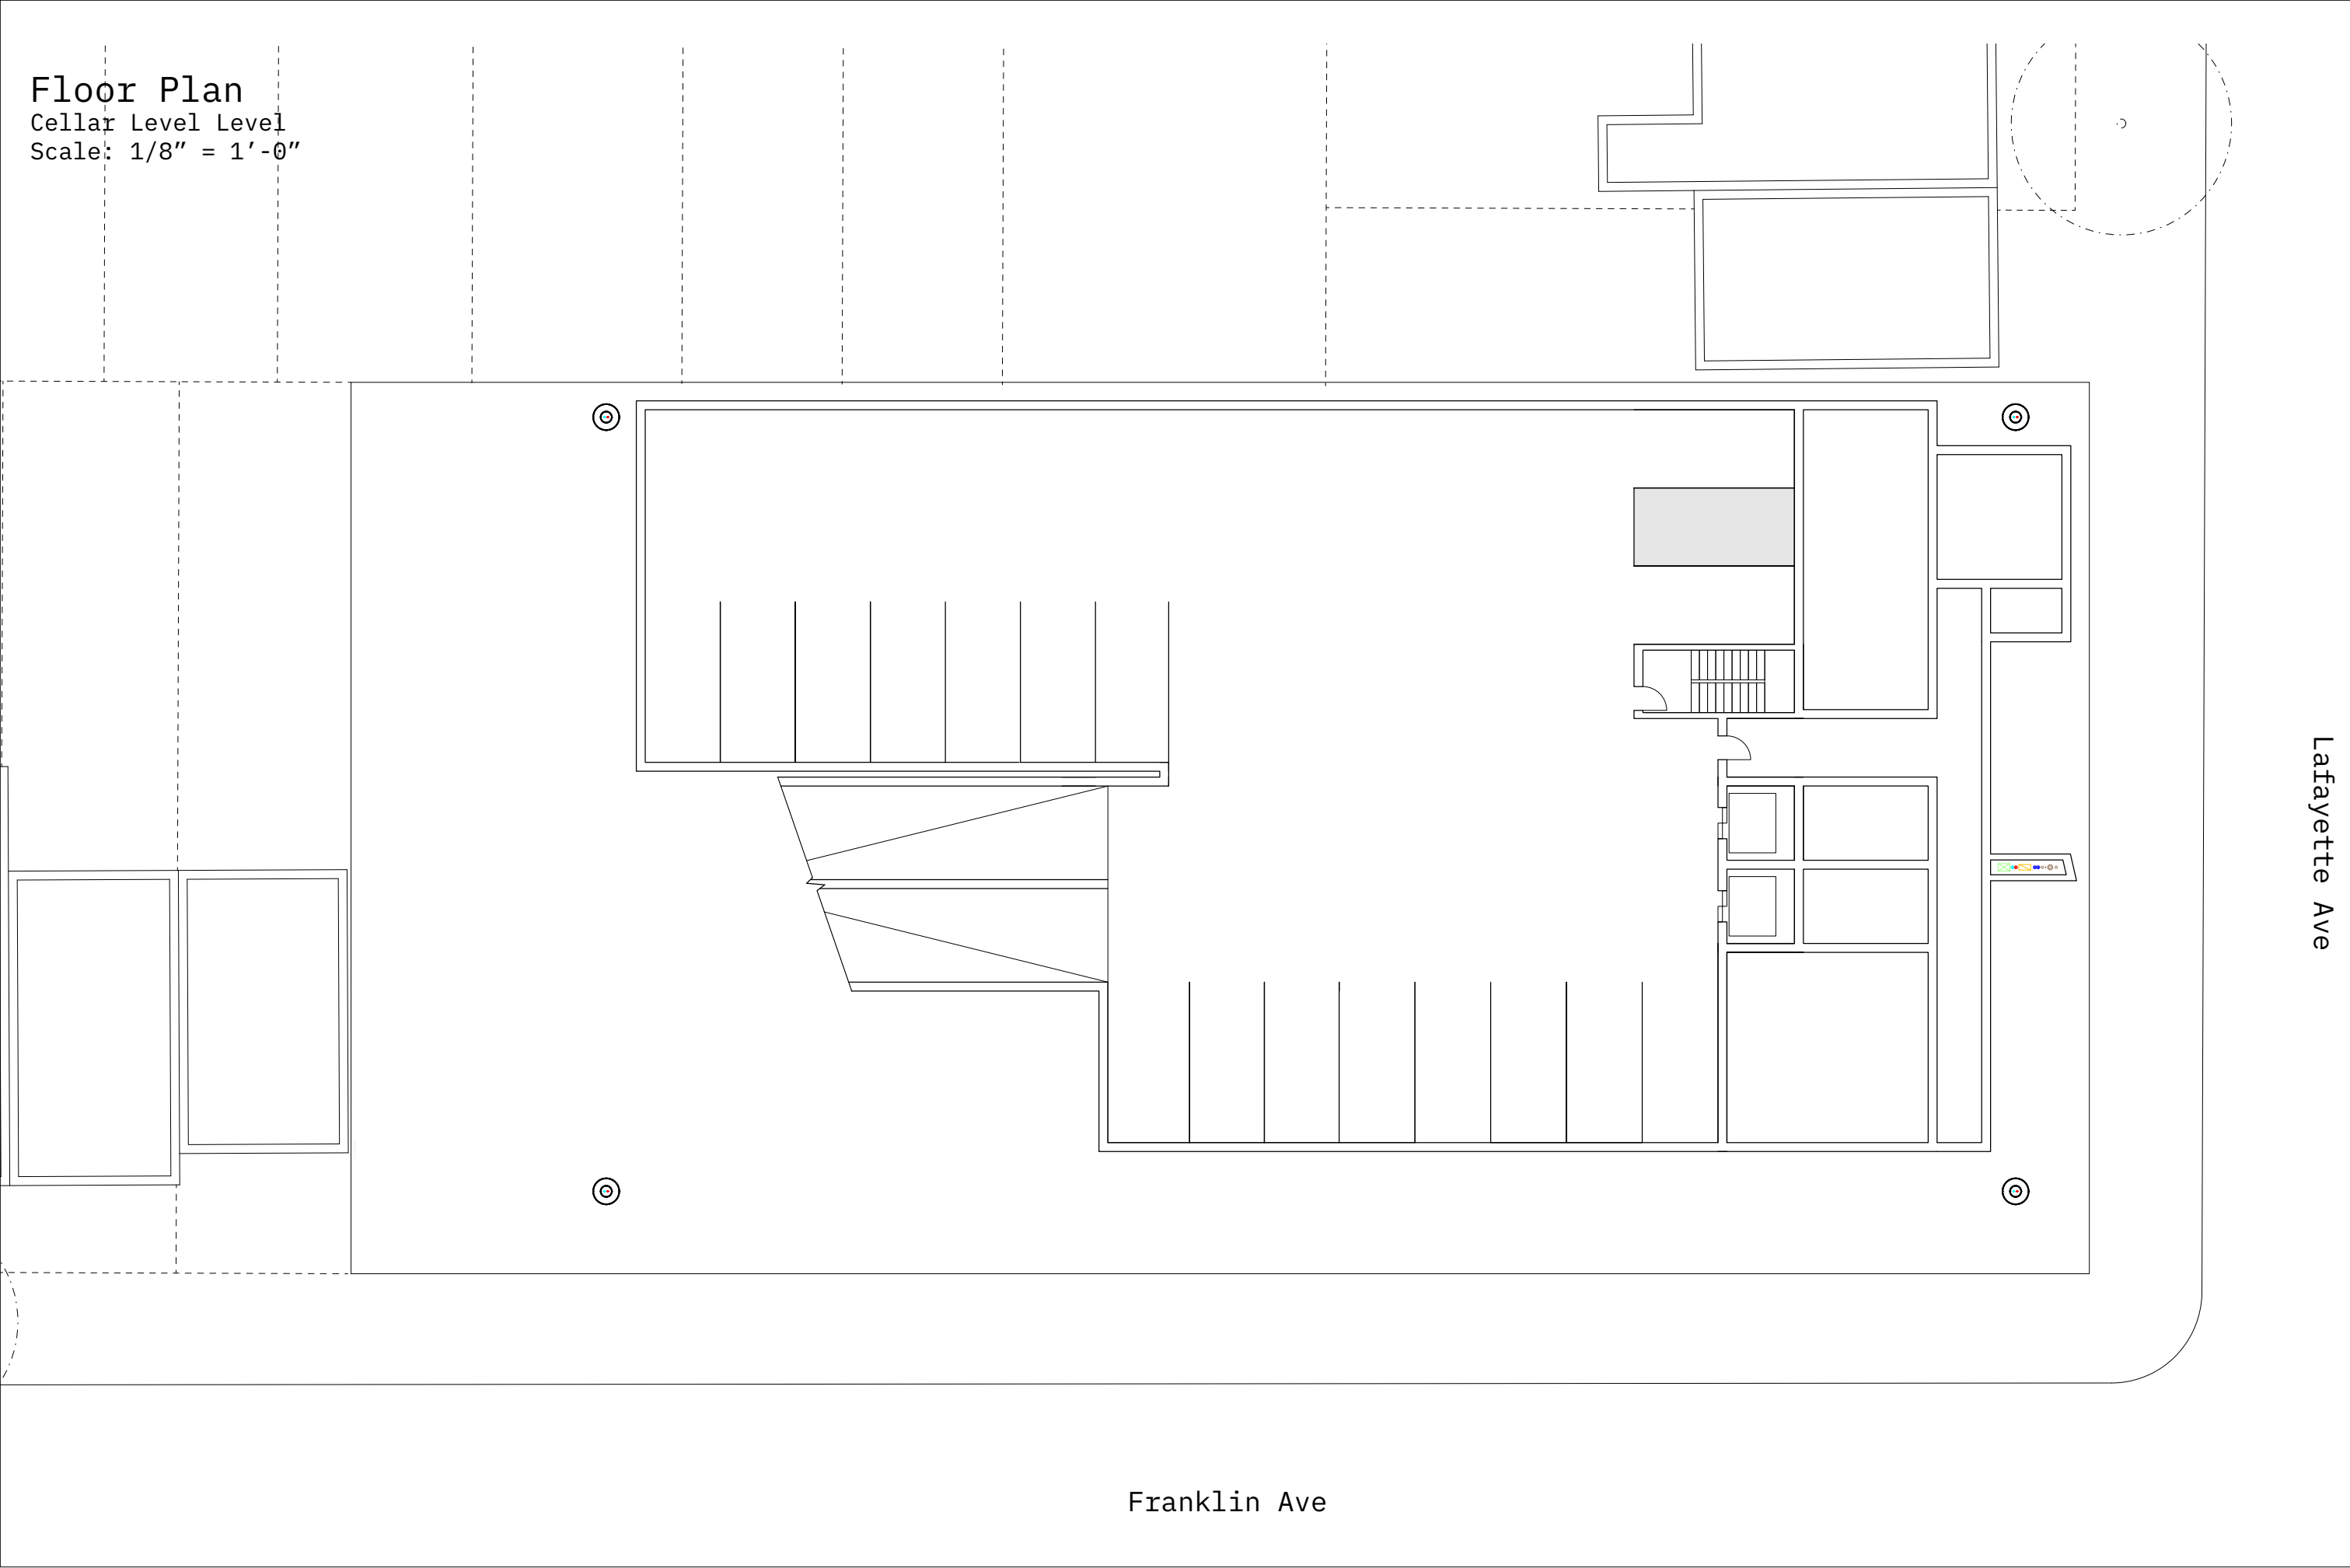 Floor Plan
Cellar Level Level
Scale: 1/8” = 1’-0”
Lafayette Ave
Franklin Ave